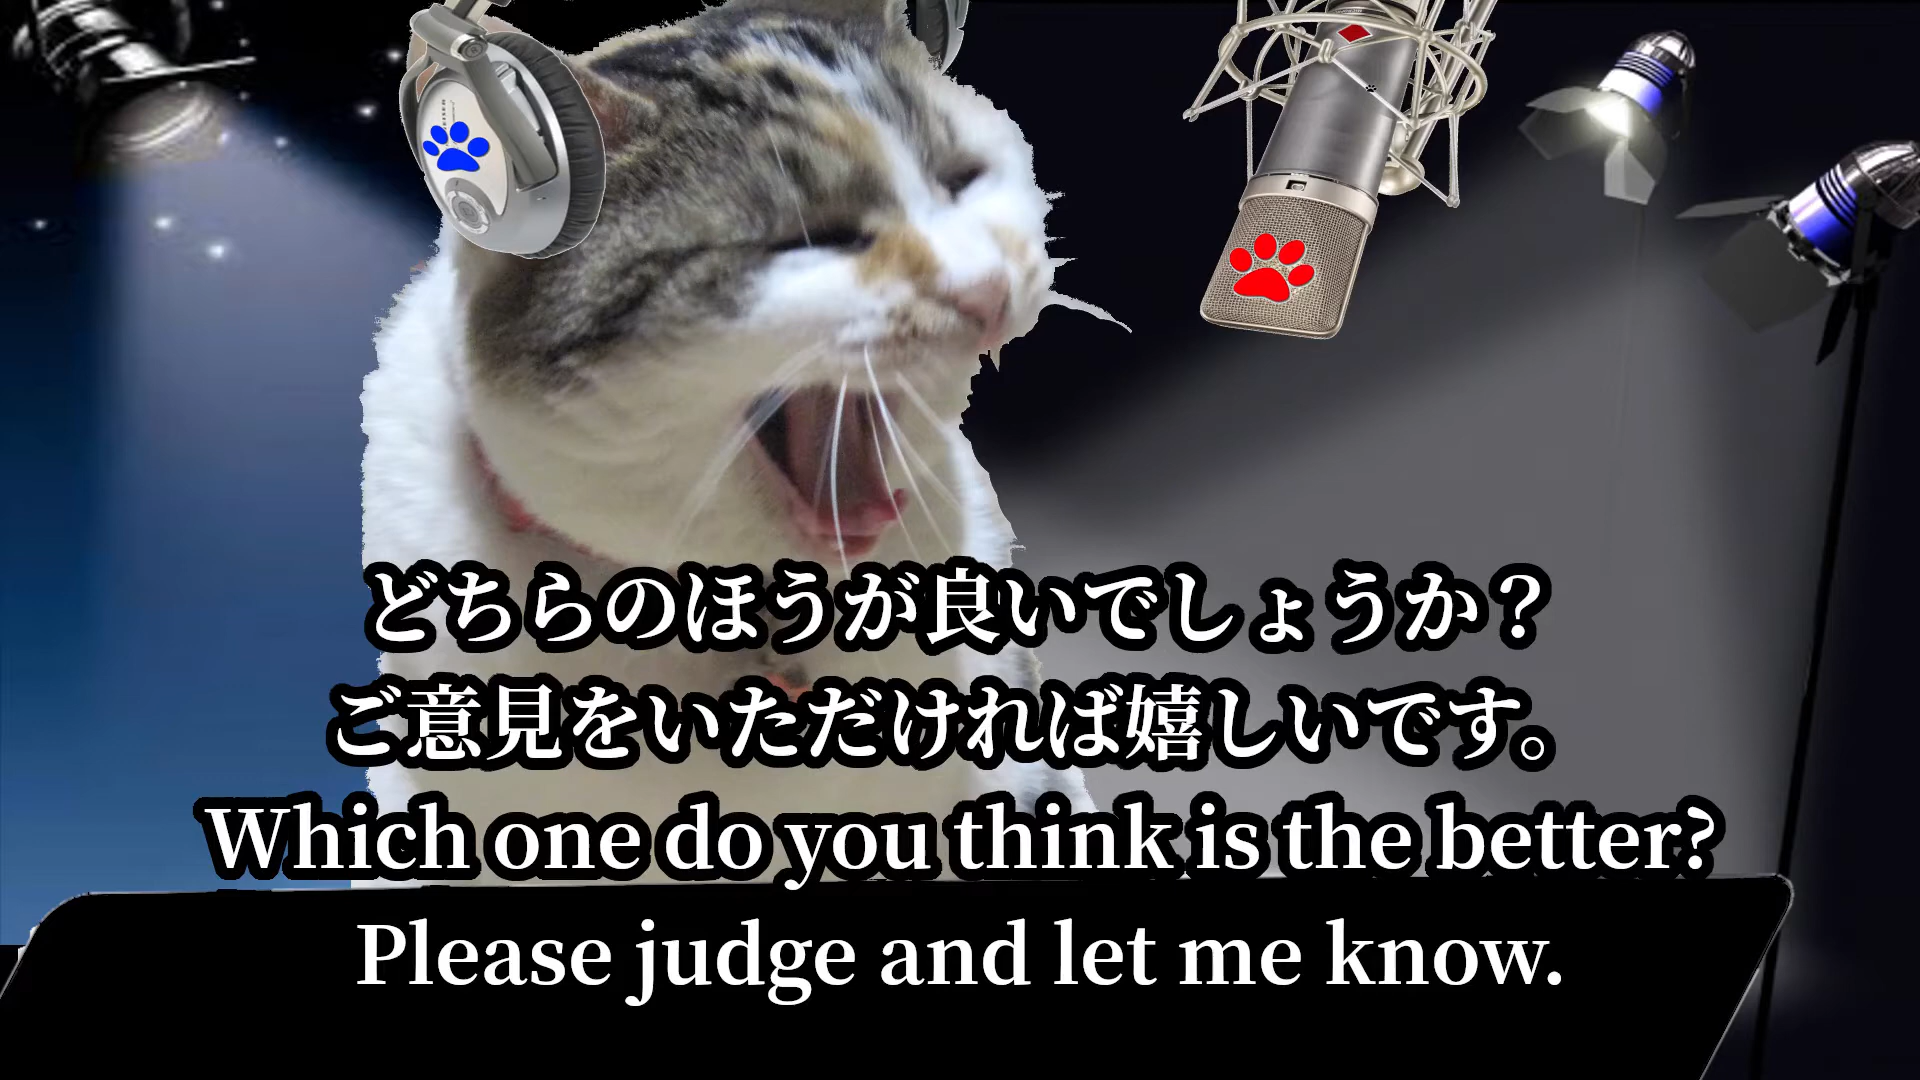 どちらのほうが良いでしょうか？
ご意見をいただければ嬉しいです。
Which one do you think is the better?
Please judge and let me know.